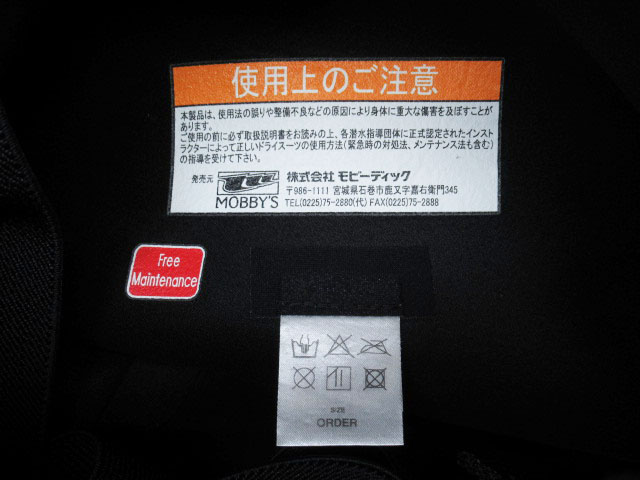 使用上のご注意
本製品は、使用法の誤りや整備不良などの原因により身体に重大な傷害を及ぼすことが
あります。
ご使用の前に必ず取扱説明書をお読みの上、各潜水指導団体に正式認定されたインスト
ラクターによって正しいドライスーツの使用方法(緊急時の対処法、メンテナンス法も含む)
の指導を受けて下さい。
発売元 MOBBY'S 株式会社 モビーディック
〒986-1111 宮城県石巻市鹿又字嘉右衛門345
TEL(0225)75-2880(代) FAX(0225)75-2888
Free
Maintenance
SIZE
ORDER